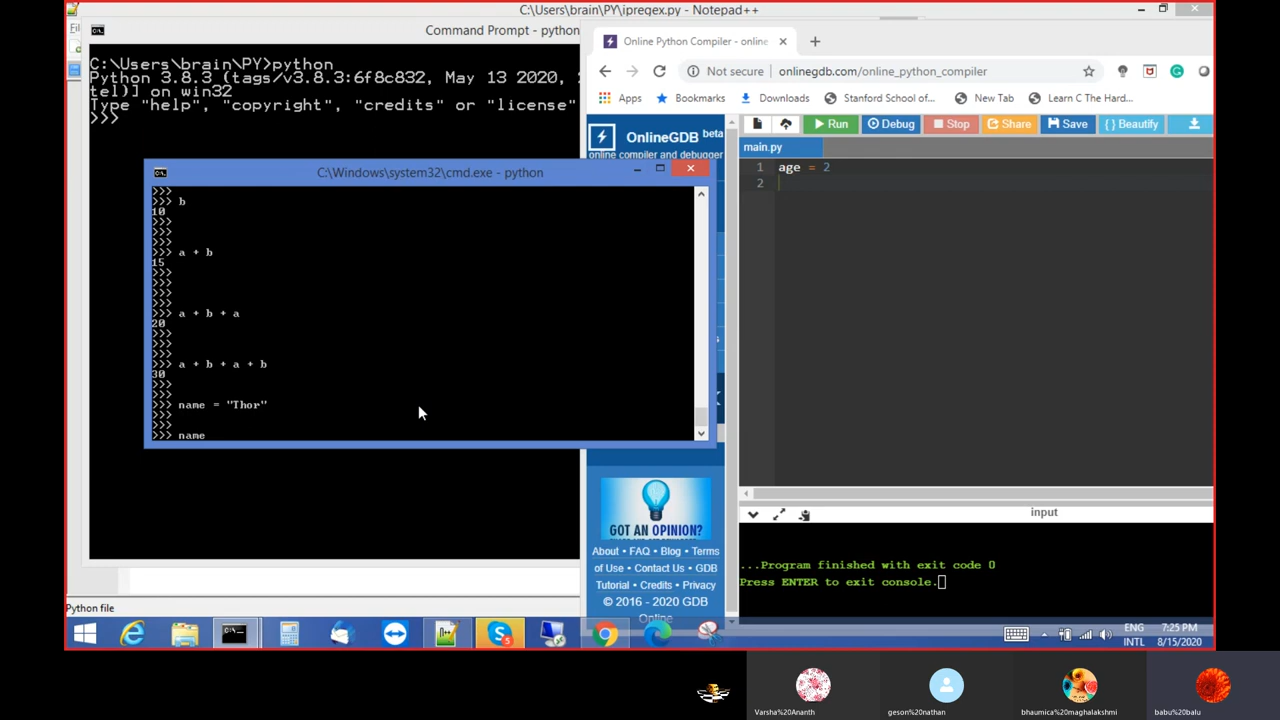 C:\Users\brain\PY\ipreqex.py - Notepad++
Command Prompt - python
C:\Users\brain\PY>python
Python 3.8.3 (tags/v3.8.3:6f8c832, May 13 2020,
tel)] on win32
Type "help", "copyright", "credits" or "license"
>>>
Online Python Compiler - online
Not secure
onlinegdb.com/online_python_compiler
Apps
Bookmarks
Downloads
Stanford School of...
New Tab
Learn C The Hard...
OnlineGDB beta
online compiler and debugger
Run
Debug
Stop
Share
Save
{ } Beautify
main.py
1 age = 2
2
C:\Windows\system32\cmd.exe - python
>>>
>>> b
10
>>>
>>>
>>>
>>> a + b
15
>>>
>>>
>>>
>>>
>>> a + b + a
20
>>>
>>>
>>> a + b + a + b
30
>>>
>>>
>>> name = "Thor"
>>>
>>>
>>> name
GOT AN OPINION?
About • FAQ • Blog • Terms
of Use • Contact Us • GDB
Tutorial • Credits • Privacy
© 2016 - 2020 GDB
Online
input
...Program finished with exit code 0
Press ENTER to exit console.
Python file
ENG
INTL
7:25 PM
8/15/2020
Varsha%20Ananth
geson%20nathan
bhaumica%20maghalakshmi
babu%20balu